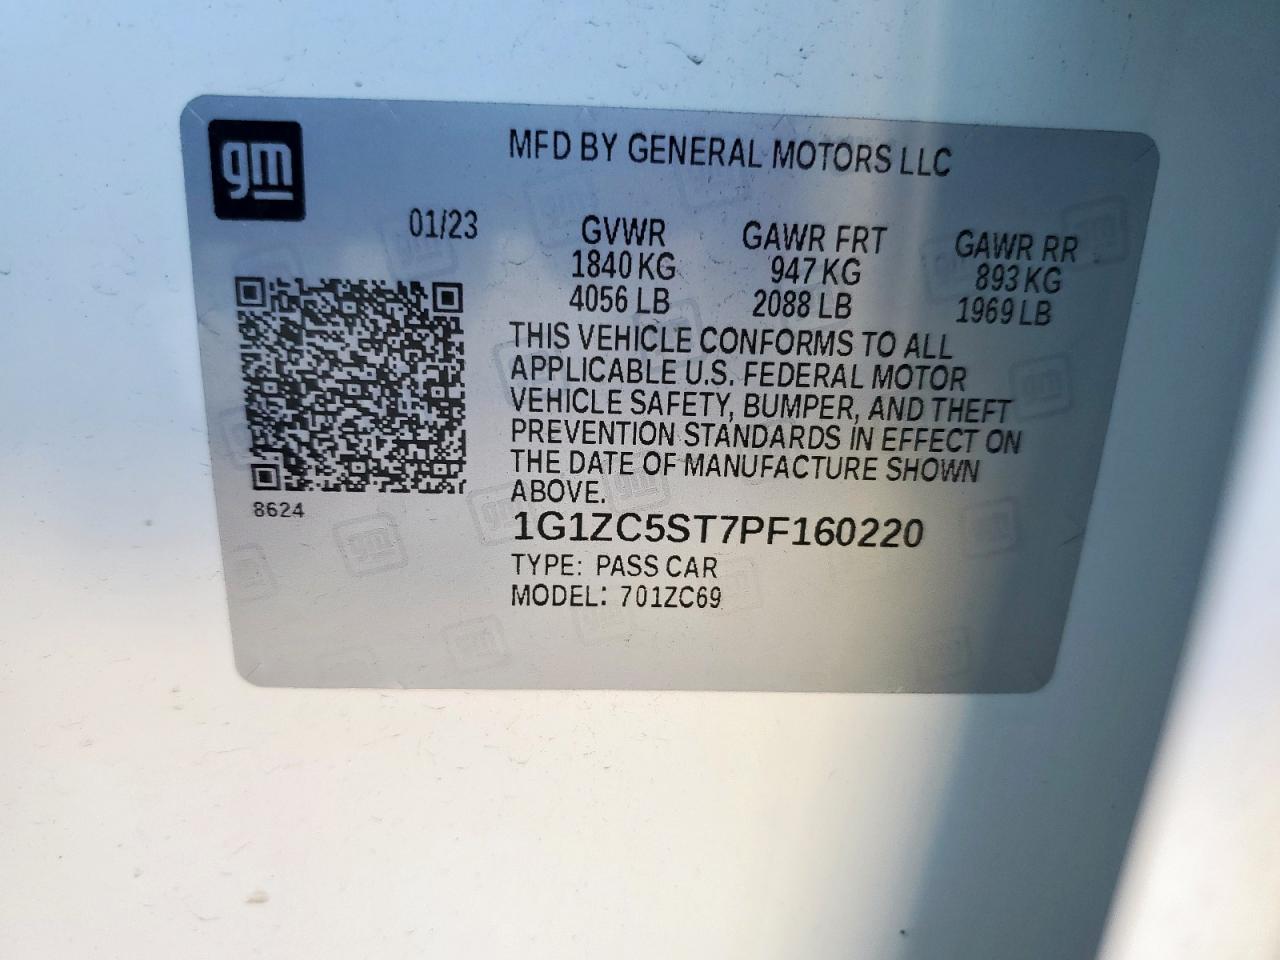 gm
MFD BY GENERAL MOTORS LLC
01/23
GVWR
1840 KG
4056 LB
GAWR FRT
947 KG
2088 LB
GAWR RR
893 KG
1969 LB
THIS VEHICLE CONFORMS TO ALL
APPLICABLE U.S. FEDERAL MOTOR
VEHICLE SAFETY, BUMPER, AND THEFT
PREVENTION STANDARDS IN EFFECT ON
THE DATE OF MANUFACTURE SHOWN
ABOVE.
8624
1G1ZC5ST7PF160220
TYPE: PASS CAR
MODEL: 701ZC69